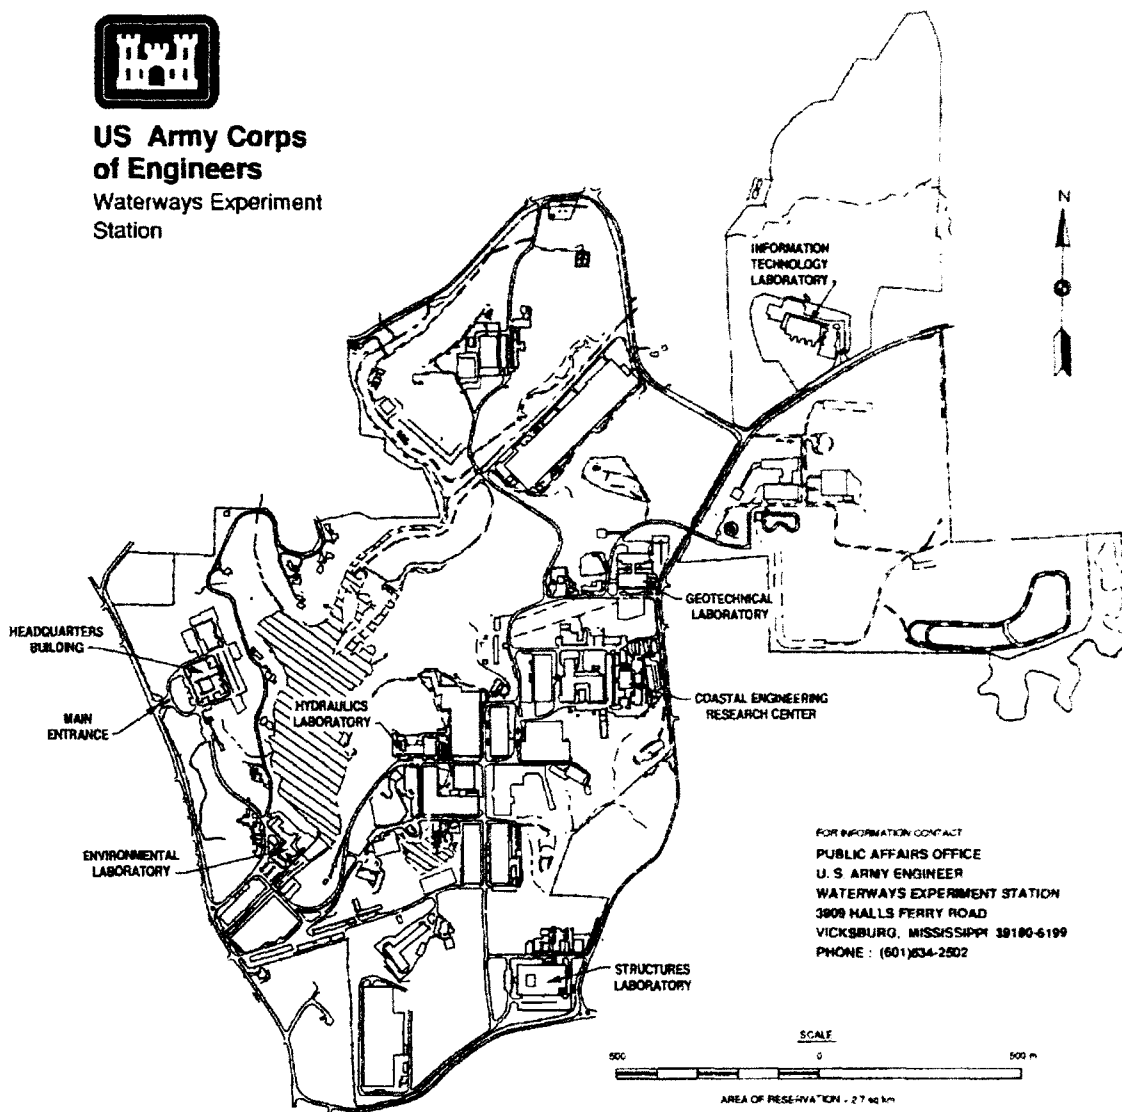 US Army Corps
of Engineers
Waterways Experiment
Station
N
INFORMATION
TECHNOLOGY
LABORATORY
GEOTECHNICAL
LABORATORY
HEADQUARTERS
BUILDING
HYDRAULICS
LABORATORY
COASTAL ENGINEERING
RESEARCH CENTER
MAIN
ENTRANCE
ENVIRONMENTAL
LABORATORY
FOR INFORMATION CONTACT
PUBLIC AFFAIRS OFFICE
U. S. ARMY ENGINEER
WATERWAYS EXPERIMENT STATION
3909 HALLS FERRY ROAD
VICKSBURG, MISSISSIPPI 39180-6199
PHONE : (601)634-2502
STRUCTURES
LABORATORY
SCALE
500 0 500 m
AREA OF RESERVATION - 2.7 sq km